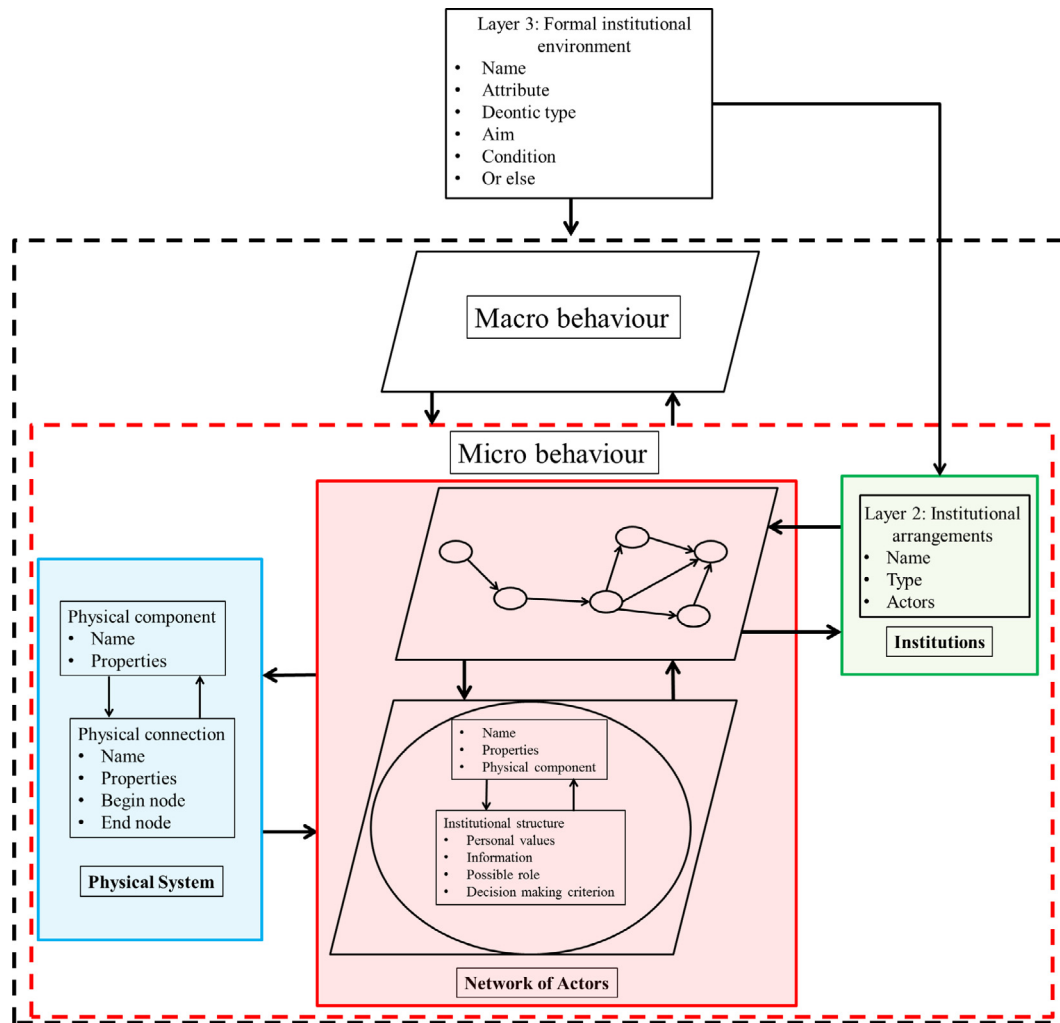 Layer 3: Formal institutional
environment
• Name
• Attribute
• Deontic type
• Aim
• Condition
• Or else
Macro behaviour
Micro behaviour
Layer 2: Institutional
arrangements
• Name
• Type
• Actors
Institutions
Physical component
• Name
• Properties
Physical connection
• Name
• Properties
• Begin node
• End node
Physical System
• Name
• Properties
• Physical component
Institutional structure
• Personal values
• Information
• Possible role
• Decision making criterion
Network of Actors